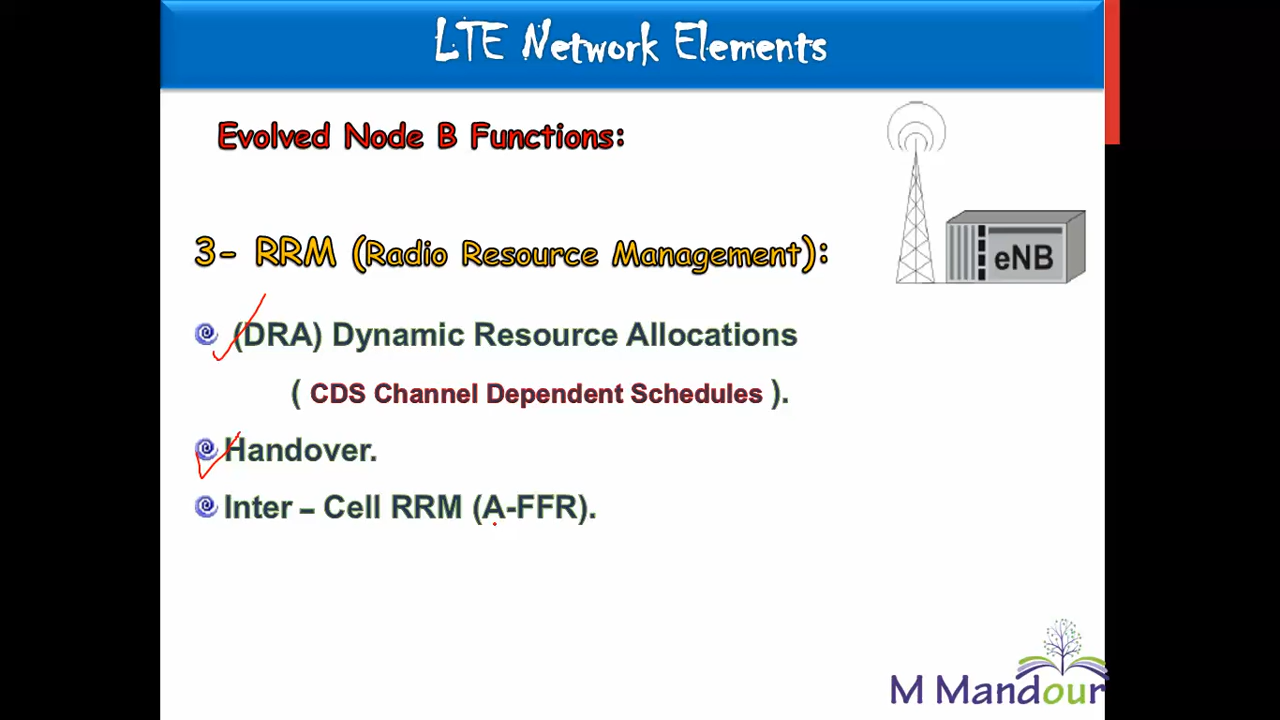 LTE Network Elements
Evolved Node B Functions:
3- RRM (Radio Resource Management):
eNB
(DRA) Dynamic Resource Allocations
( CDS Channel Dependent Schedules ).
Handover.
Inter – Cell RRM (A-FFR).
M Mandour